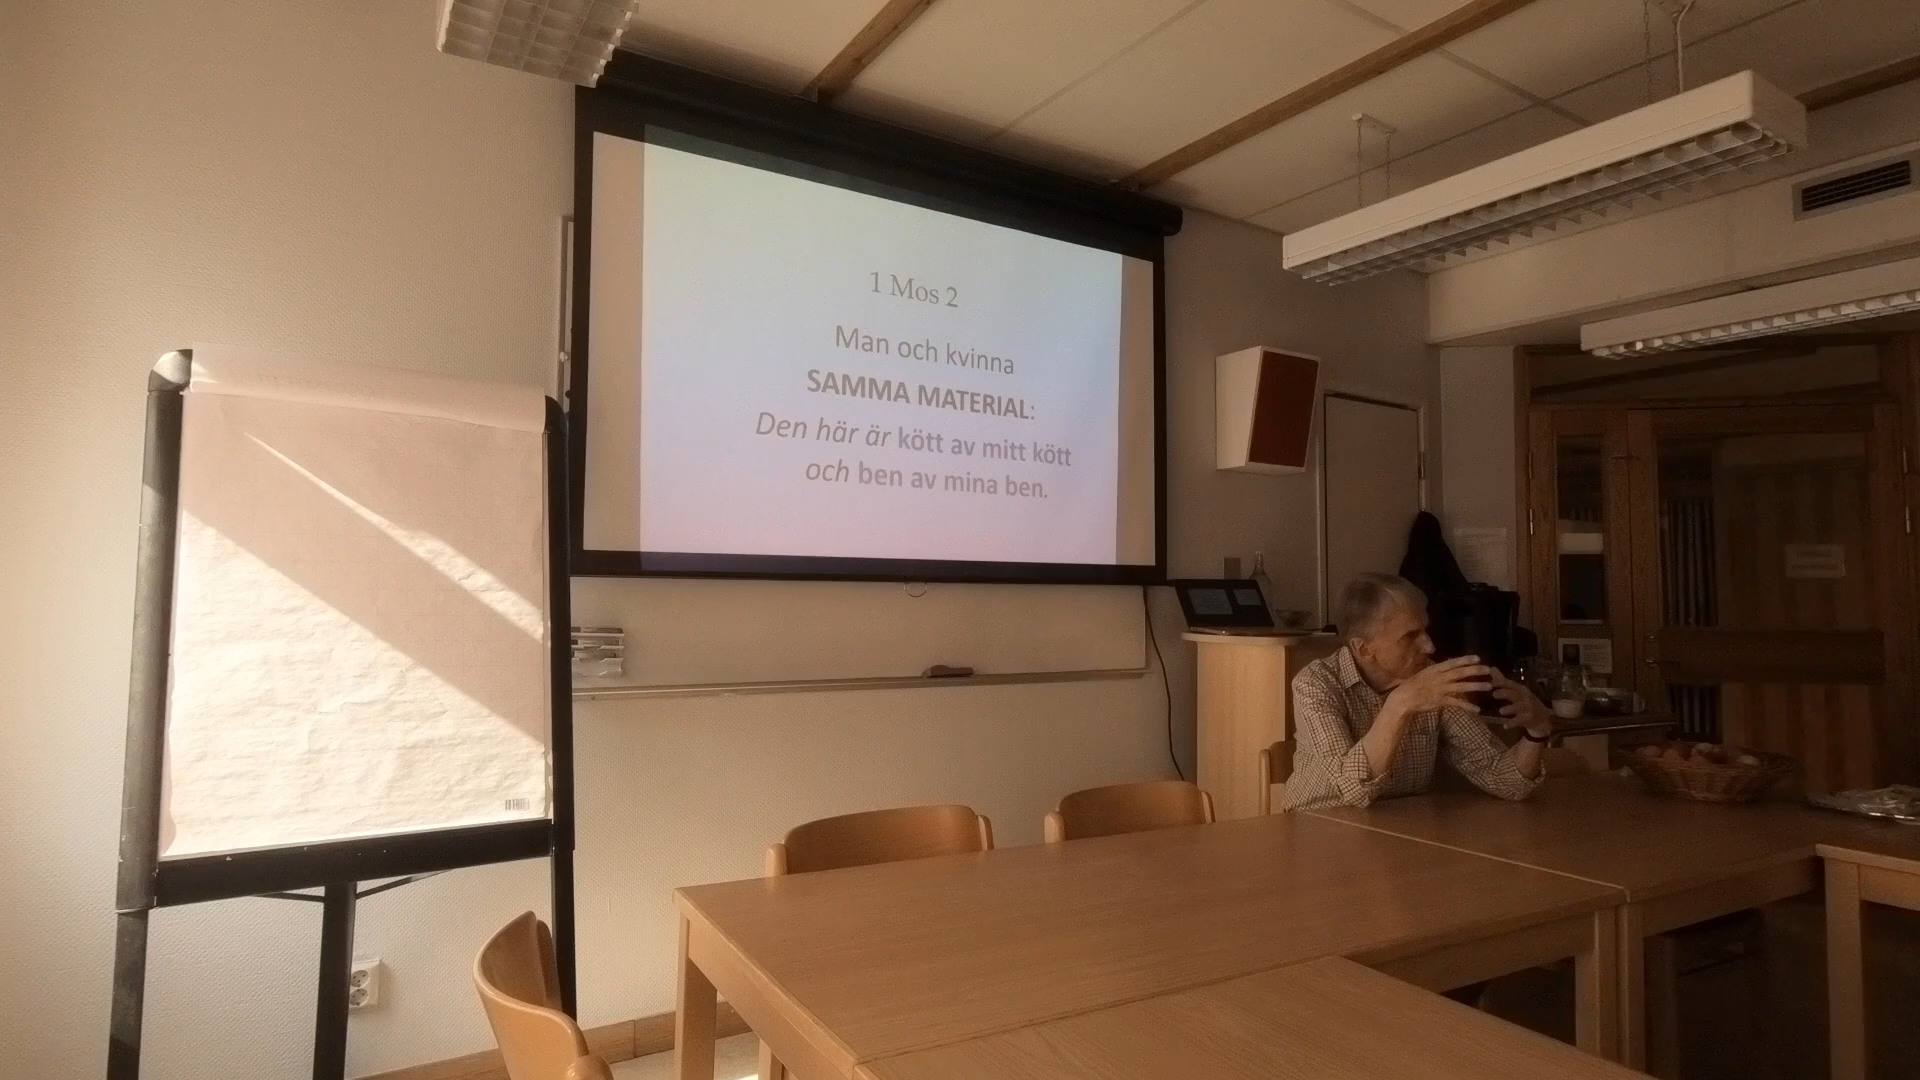 1 Mos 2
Man och kvinna
SAMMA MATERIAL:
Den här är kött av mitt kött
och ben av mina ben.